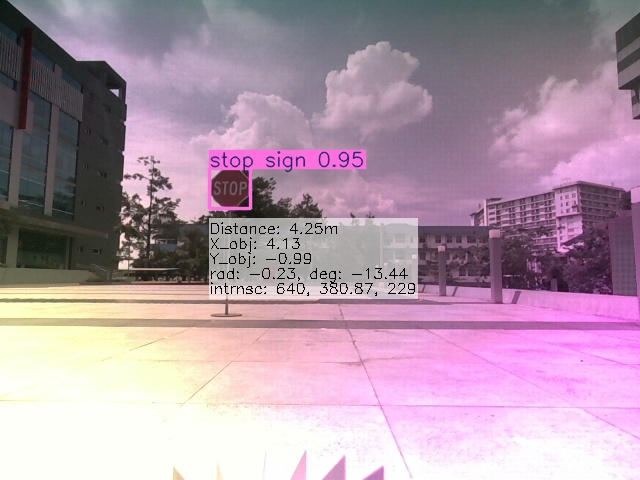 stop sign 0.95
STOP
Distance: 4.25m
X_obj: 4.13
Y_obj: −0.99
rad: −0.23, deg: −13.44
intrnsc: 640, 380.87, 229